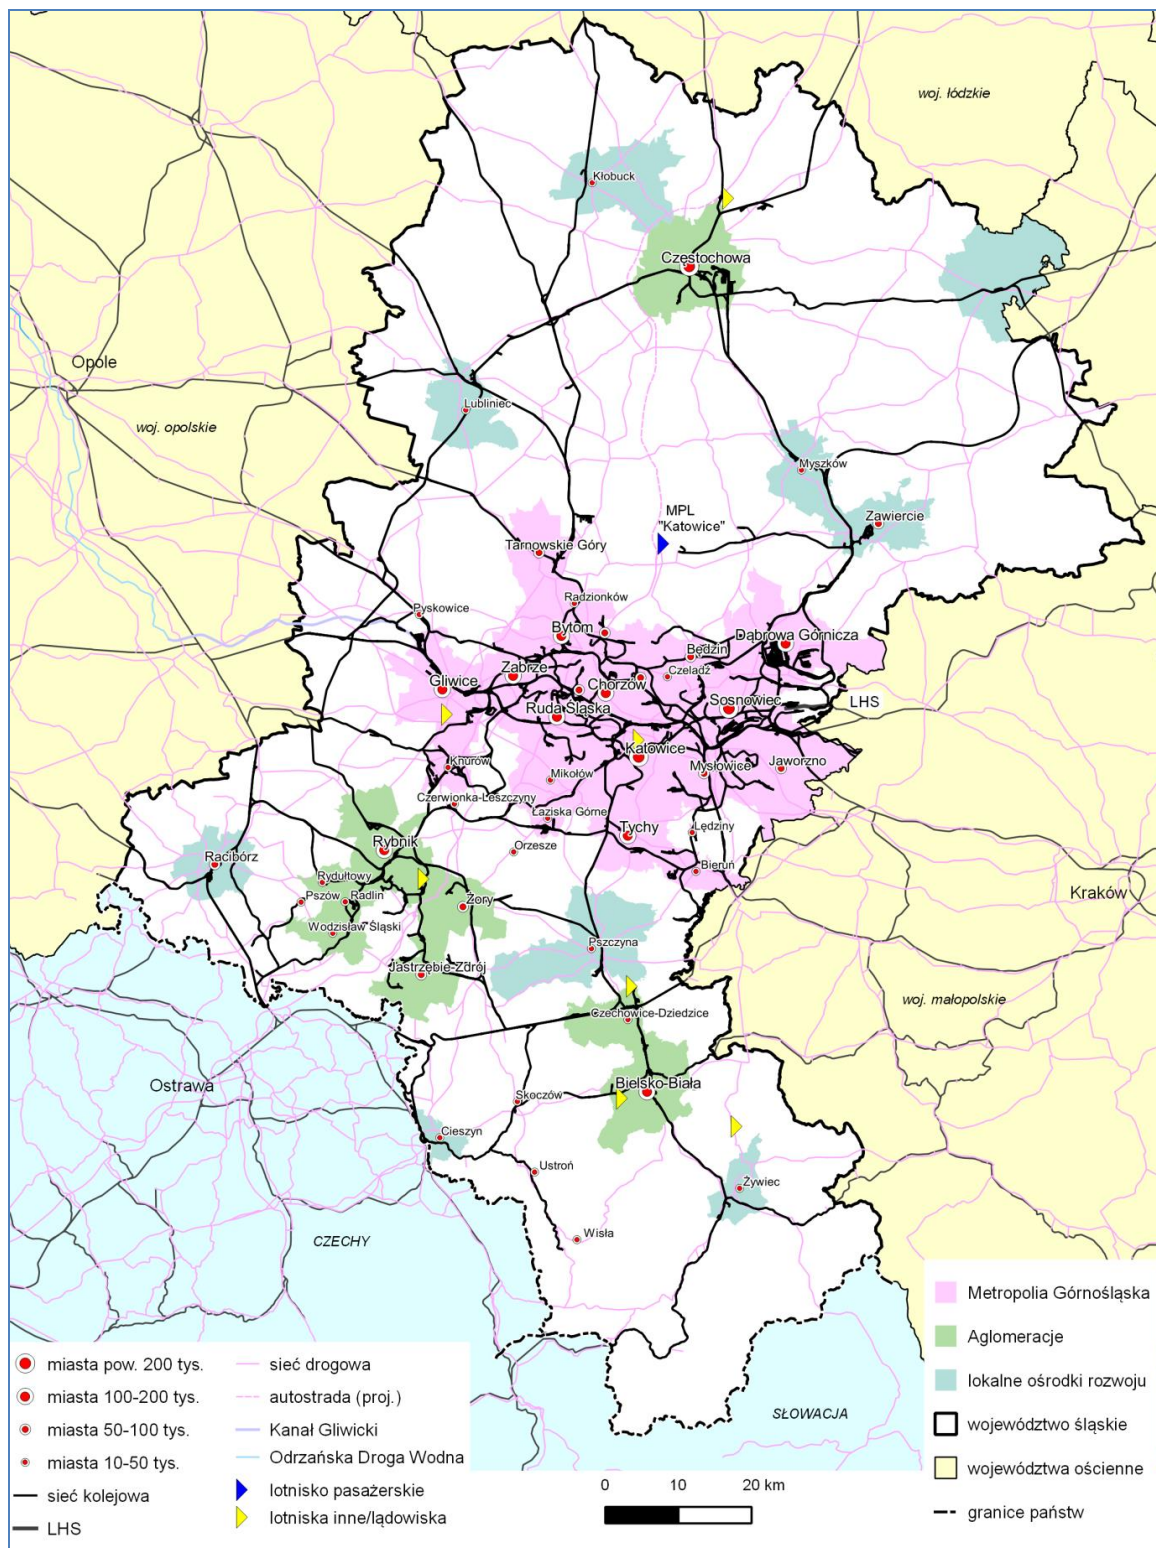 woj. łódzkie
Kłobuck
Częstochowa
Opole
Lubliniec
woj. opolskie
Myszków
MPL
"Katowice"
Zawiercie
Tarnowskie Góry
Radzionków
Pyskowice
Bytom
Dąbrowa Górnicza
Będzin
Zabrze
Czeladź
Gliwice
Chorzów
Sosnowiec
LHS
Ruda Śląska
Katowice
Knurów
Mysłowice
Jaworzno
Mikołów
Czerwionka-Leszczyny
Łaziska Górne
Tychy
Lędziny
Rybnik
Orzesze
Racibórz
Bieruń
Rydułtowy
Kraków
Pszów
Radlin
Żory
Wodzisław Śląski
Pszczyna
Jastrzębie-Zdrój
woj. małopolskie
Czechowice-Dziedzice
Ostrawa
Bielsko-Biała
Skoczów
Cieszyn
Ustroń
Żywiec
Wisła
CZECHY
SŁOWACJA
miasta pow. 200 tys.
miasta 100-200 tys.
miasta 50-100 tys.
miasta 10-50 tys.
sieć kolejowa
LHS
sieć drogowa
autostrada (proj.)
Kanał Gliwicki
Odrzańska Droga Wodna
lotnisko pasażerskie
lotniska inne/lądowiska
0 10 20 km
Metropolia Górnośląska
Aglomeracje
lokalne ośrodki rozwoju
województwo śląskie
województwa ościenne
granice państw